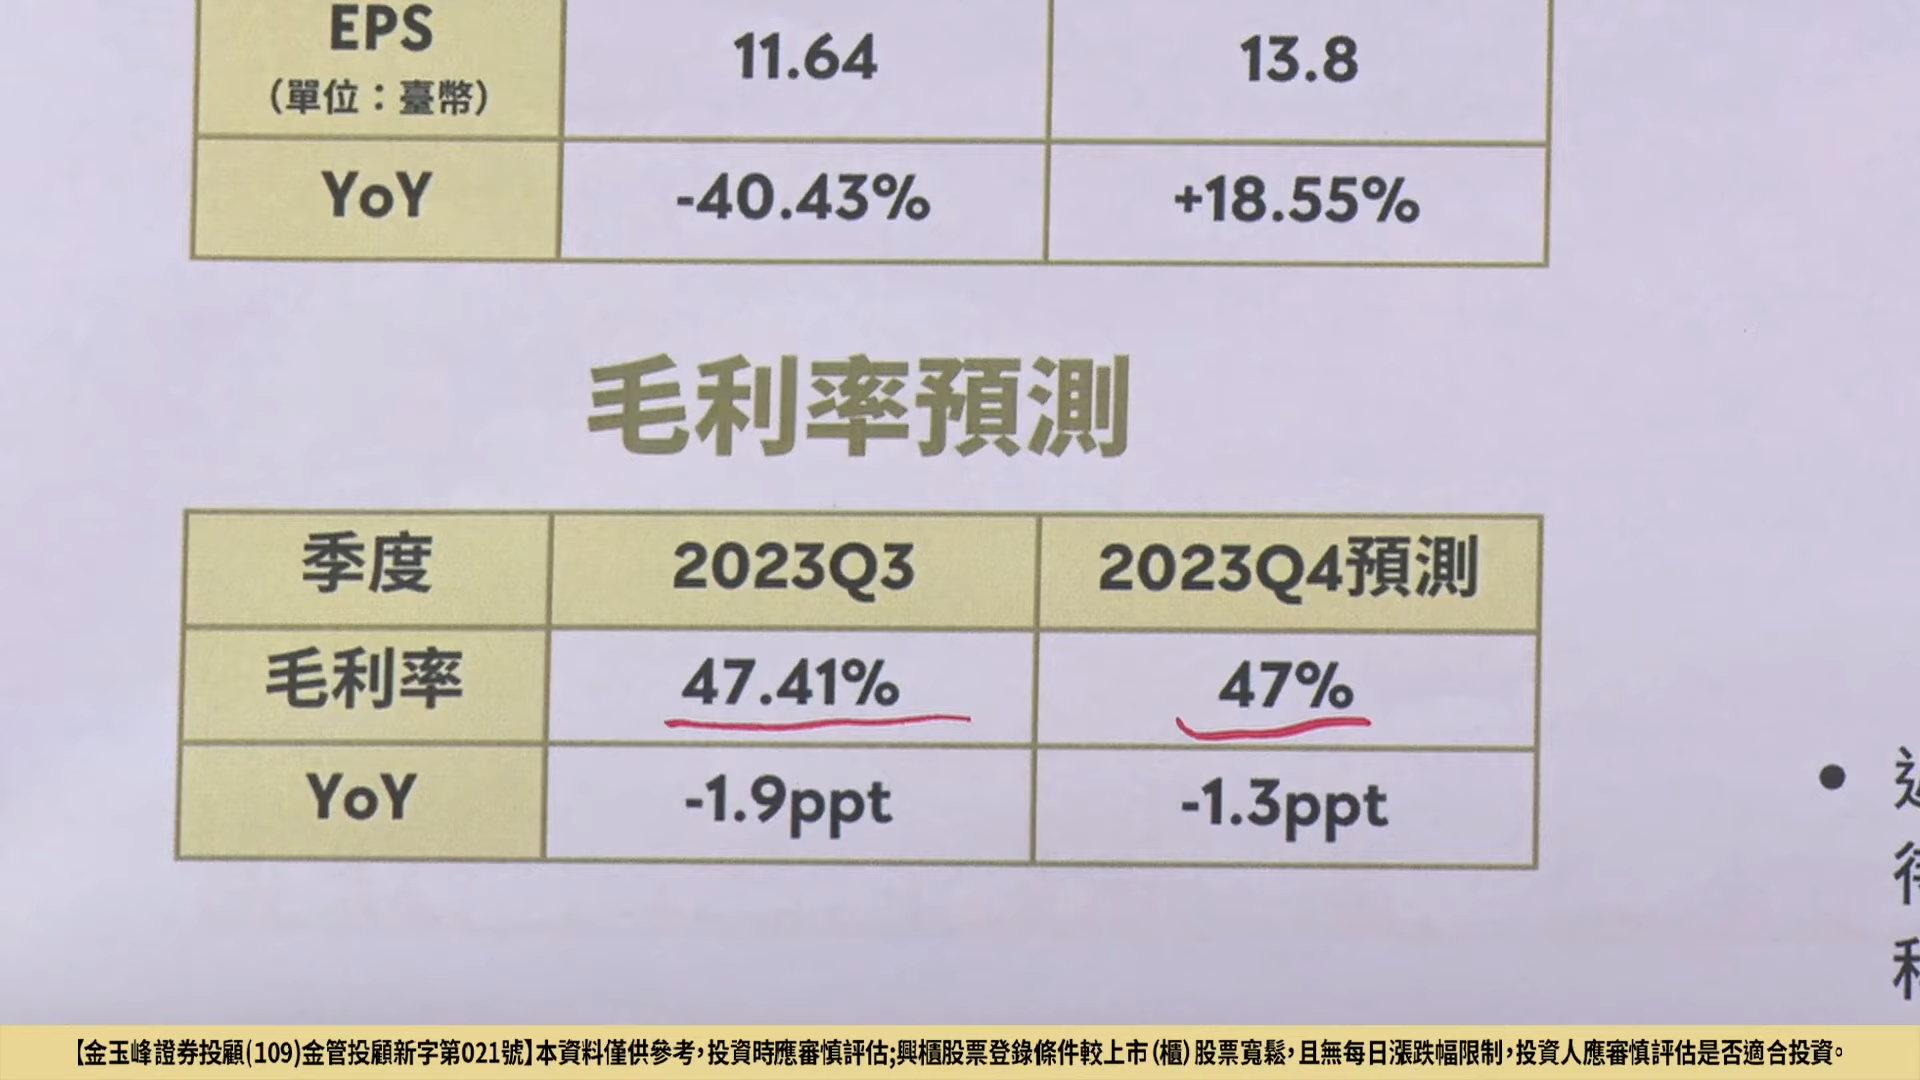 EPS
(單位：臺幣)
11.64
13.8
YoY
-40.43%
+18.55%
毛利率預測
季度
2023Q3
2023Q4預測
毛利率
47.41%
47%
YoY
-1.9ppt
-1.3ppt
•
【金玉峰證券投顧(109)金管投顧新字第021號】本資料僅供參考，投資時應審慎評估;興櫃股票登錄條件較上市(櫃)股票寬鬆，且無每日漲跌幅限制，投資人應審慎評估是否適合投資。